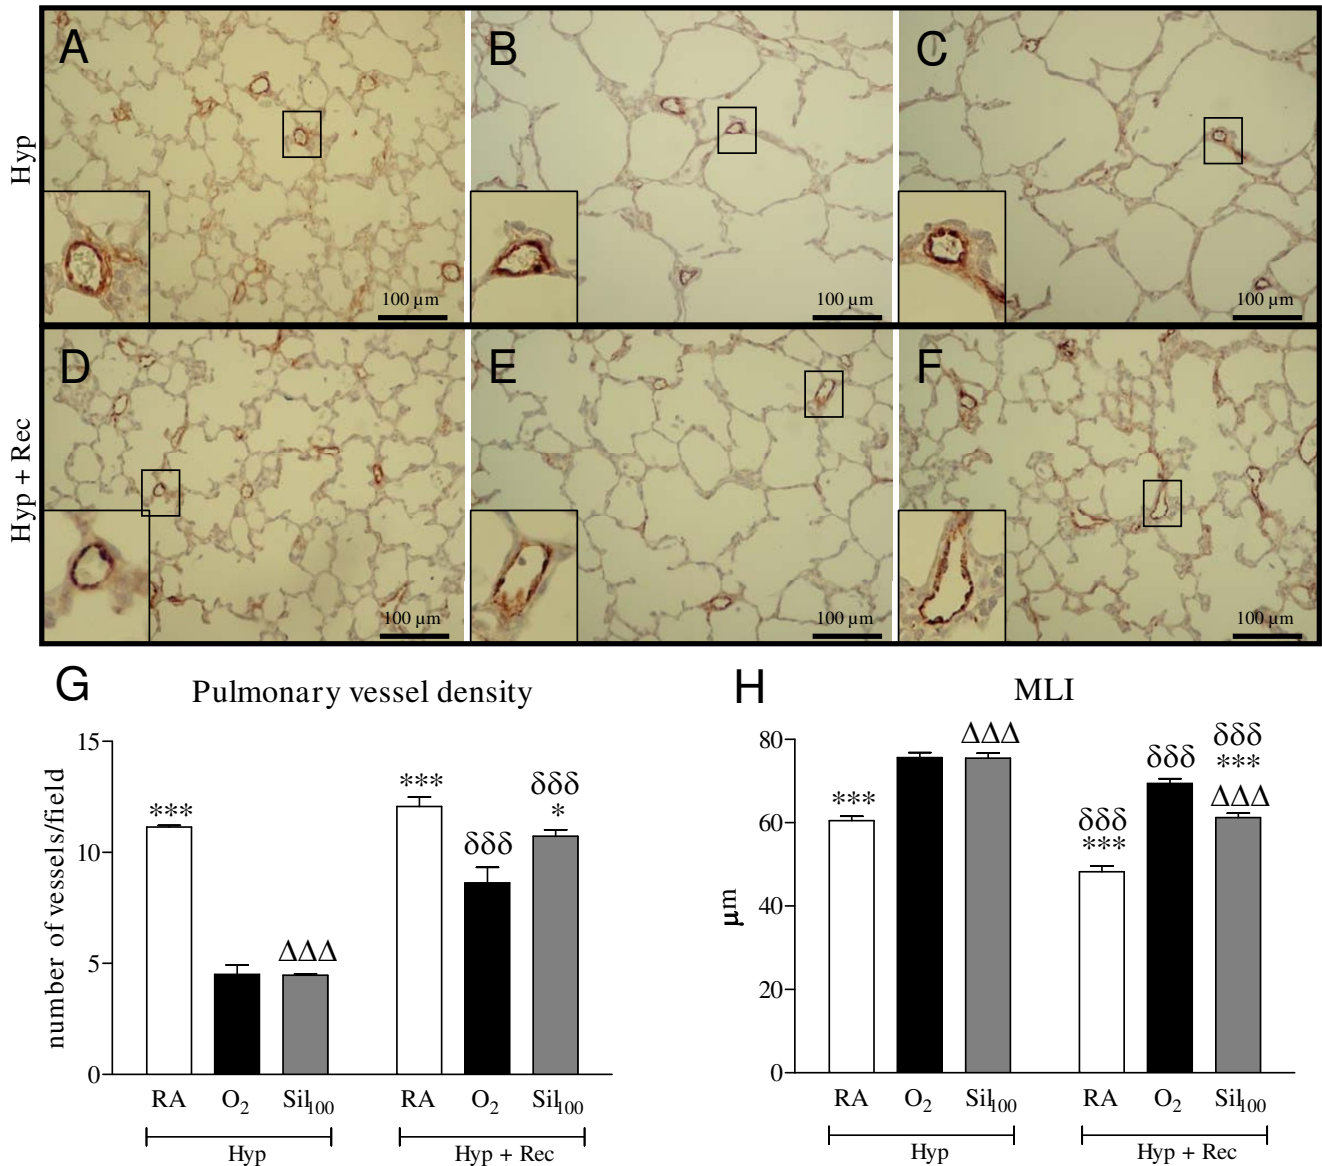 A
B
C
Hyp
100 µm
100 µm
100 µm
D
E
F
Hyp + Rec
100 µm
100 µm
100 µm
G
Pulmonary vessel density
number of vessels/field
15
10
5
0
***
ΔΔΔ
***
δδδ
δδδ
*
RA
O2
Sil100
RA
O2
Sil100
Hyp
Hyp + Rec
H
MLI
µm
80
60
40
20
0
***
ΔΔΔ
δδδ
***
δδδ
δδδ
***
ΔΔΔ
RA
O2
Sil100
RA
O2
Sil100
Hyp
Hyp + Rec